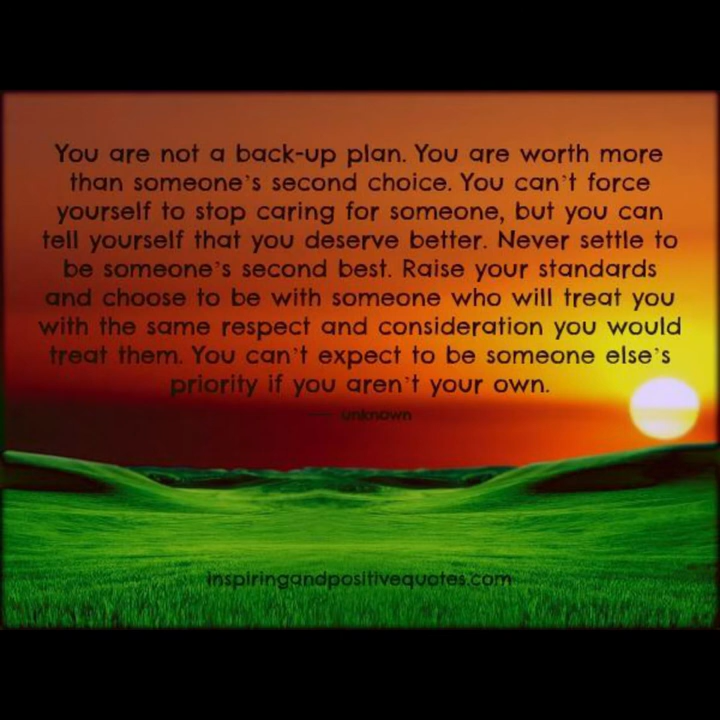 You are not a back-up plan. You are worth more
than someone's second choice. You can't force
yourself to stop caring for someone, but you can
tell yourself that you deserve better. Never settle to
be someone's second best. Raise your standards
and choose to be with someone who will treat you
with the same respect and consideration you would
treat them. You can't expect to be someone else's
priority if you aren't your own.
— unknown
inspiringandpositivequotes.com